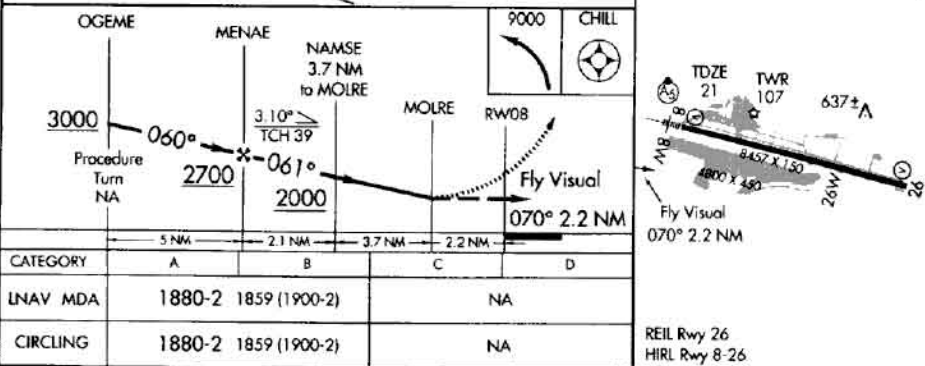 OGEME
MENAE
NAMSE
3.7 NM
to MOLRE
MOLRE
RW08
9000
CHILL
3000
060°
3.10°
TCH 39
061°
Procedure
Turn
NA
2700
2000
Fly Visual
070° 2.2 NM
5 NM
2.1 NM
3.7 NM
2.2 NM
CATEGORY A B C D
LNAV MDA 1880-2 1859 (1900-2) NA
CIRCLING 1880-2 1859 (1900-2) NA
TDZE
21
TWR
107
637±
A5
8
V
8W
8457 X 150
4800 X 450
26W
V
26
Fly Visual
070° 2.2 NM
REIL Rwy 26
HIRL Rwy 8-26